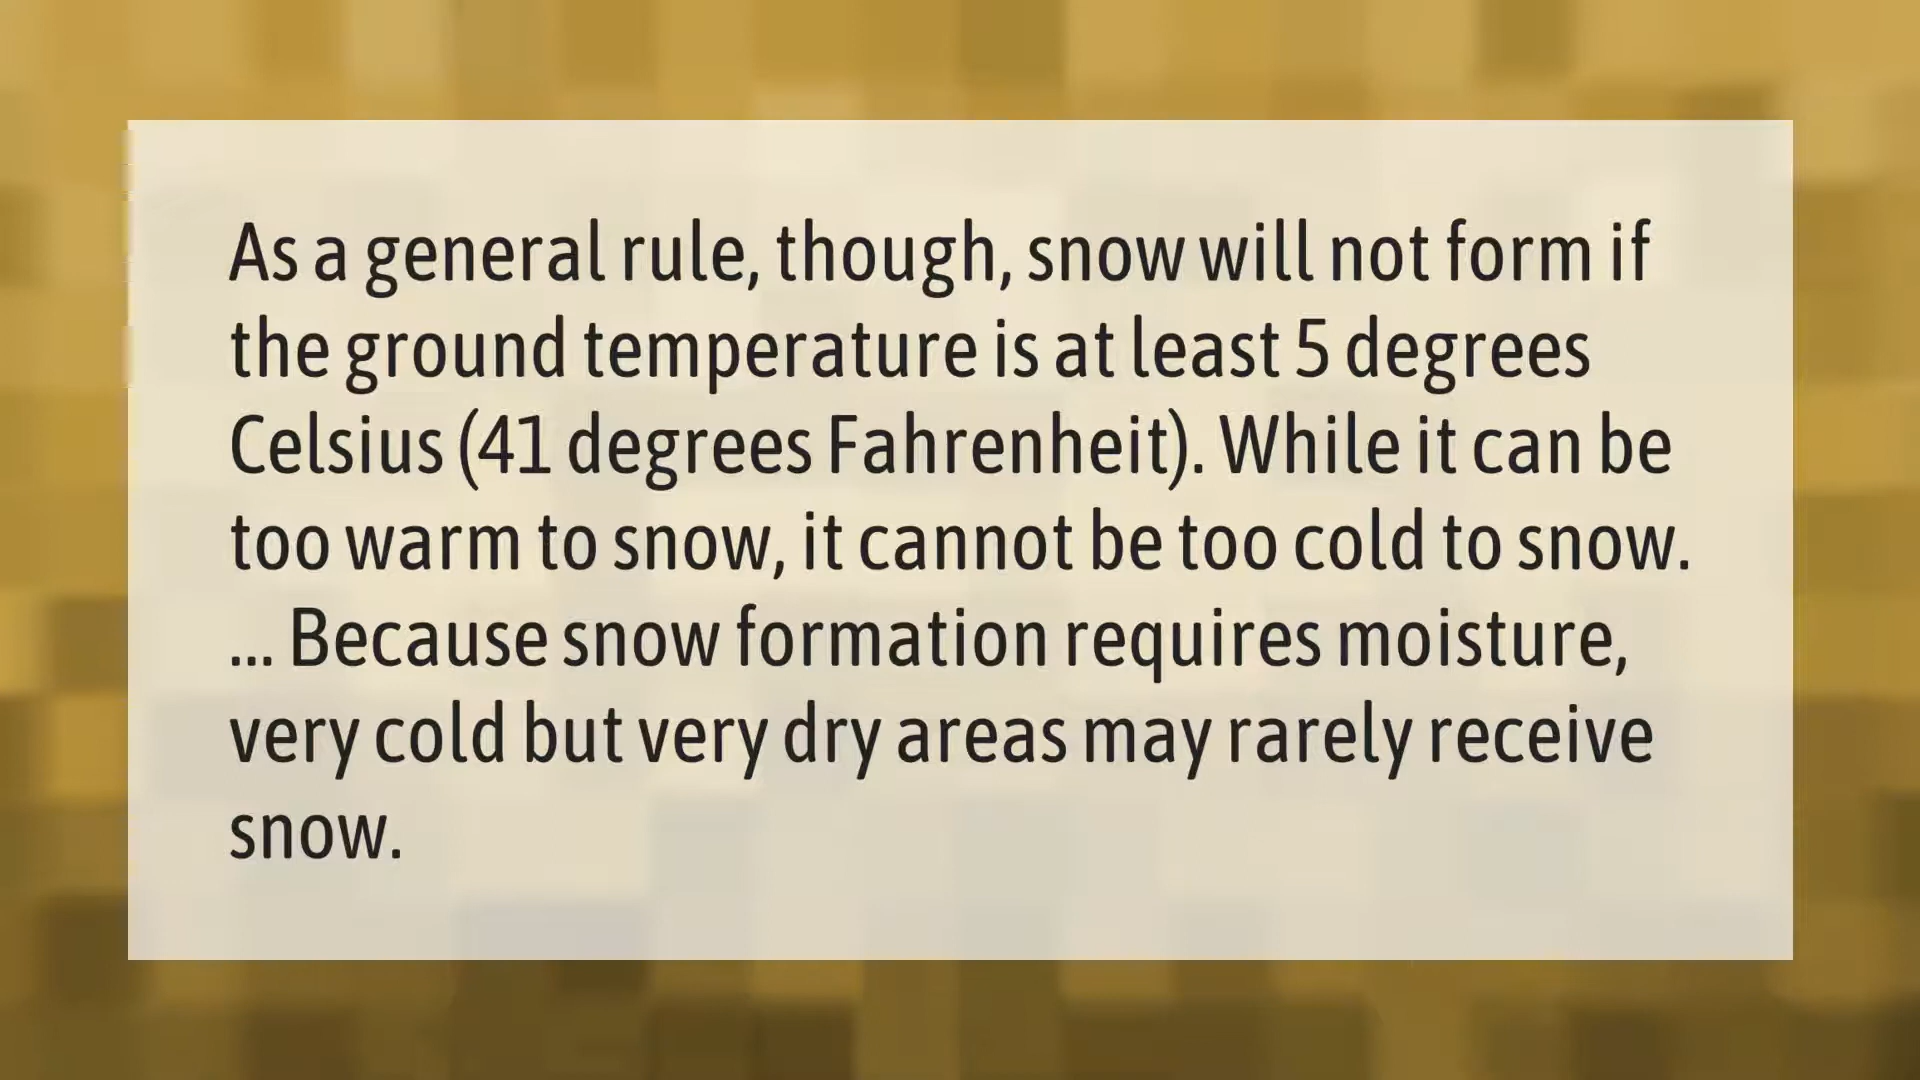 As a general rule, though, snow will not form if
the ground temperature is at least 5 degrees
Celsius (41 degrees Fahrenheit). While it can be
too warm to snow, it cannot be too cold to snow.
... Because snow formation requires moisture,
very cold but very dry areas may rarely receive
snow.